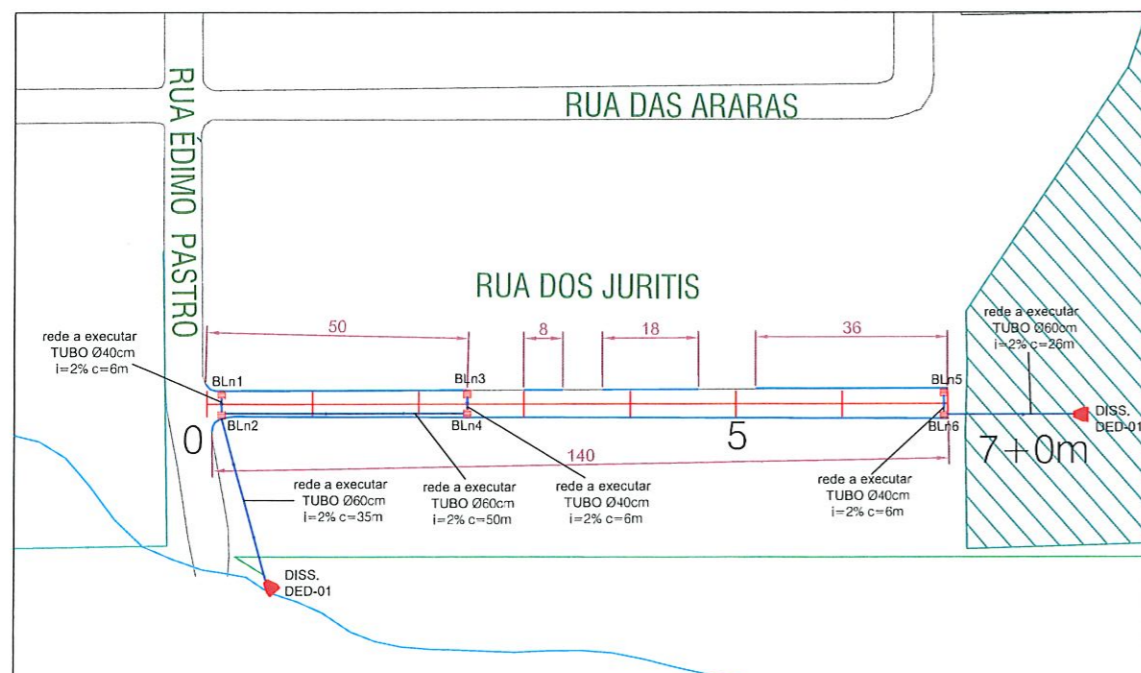 RUA DAS ARARAS
RUA EDIMO PASTRO
RUA DOS JURITIS
50
8
18
36
rede a executar
TUBO Ø40cm
i=2% c=6m
rede a executar
TUBO Ø60cm
i=2% c=26m
BLn1
BLn3
BLn5
BLn2
BLn4
BLn6
0
5
7+0m
DISS.
DED-01
140
rede a executar
TUBO Ø60cm
i=2% c=35m
rede a executar
TUBO Ø60cm
i=2% c=50m
rede a executar
TUBO Ø40cm
i=2% c=6m
rede a executar
TUBO Ø40cm
i=2% c=6m
DISS.
DED-01